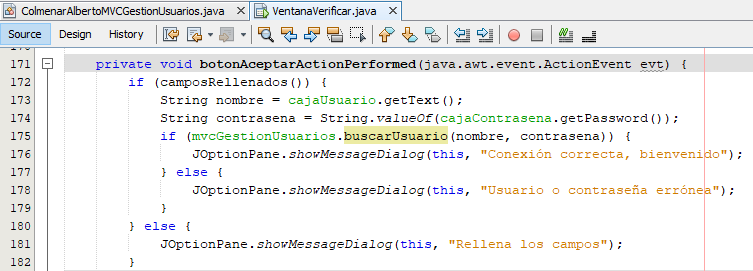 ColmenarAlbertoMVCGestionUsuarios.java VentanaVerificar.java
Source Design History
171 private void botonAceptarActionPerformed(java.awt.event.ActionEvent evt) {
172 if (camposRellenados()) {
173 String nombre = cajaUsuario.getText();
174 String contrasena = String.valueOf(cajaContrasena.getPassword());
175 if (mvcGestionUsuarios.buscarUsuario(nombre, contrasena)) {
176 JOptionPane.showMessageDialog(this, "Conexión correcta, bienvenido");
177 } else {
178 JOptionPane.showMessageDialog(this, "Usuario o contraseña errónea");
179 }
180 } else {
181 JOptionPane.showMessageDialog(this, "Rellena los campos");
182 }